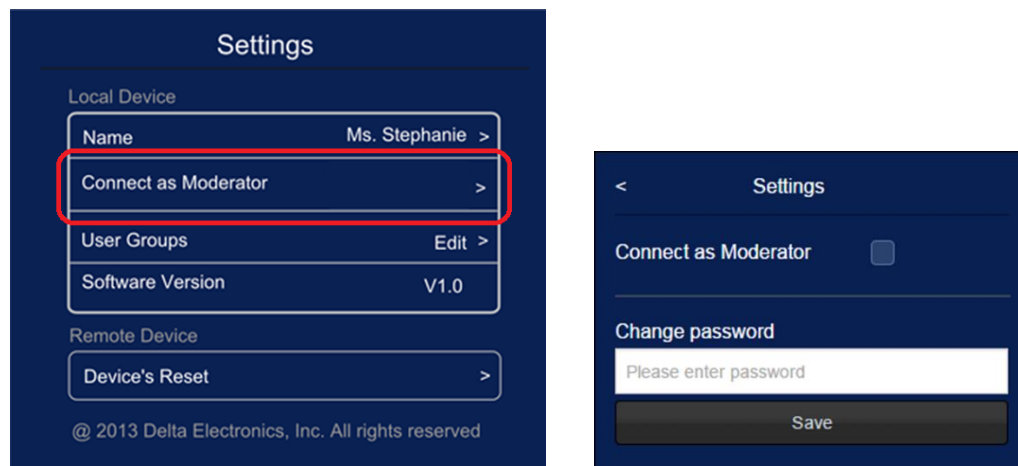 Settings
Local Device
Name Ms. Stephanie >
Connect as Moderator >
User Groups Edit >
Software Version V1.0
Remote Device
Device's Reset >
@ 2013 Delta Electronics, Inc. All rights reserved
< Settings
Connect as Moderator
Change password
Please enter password
Save